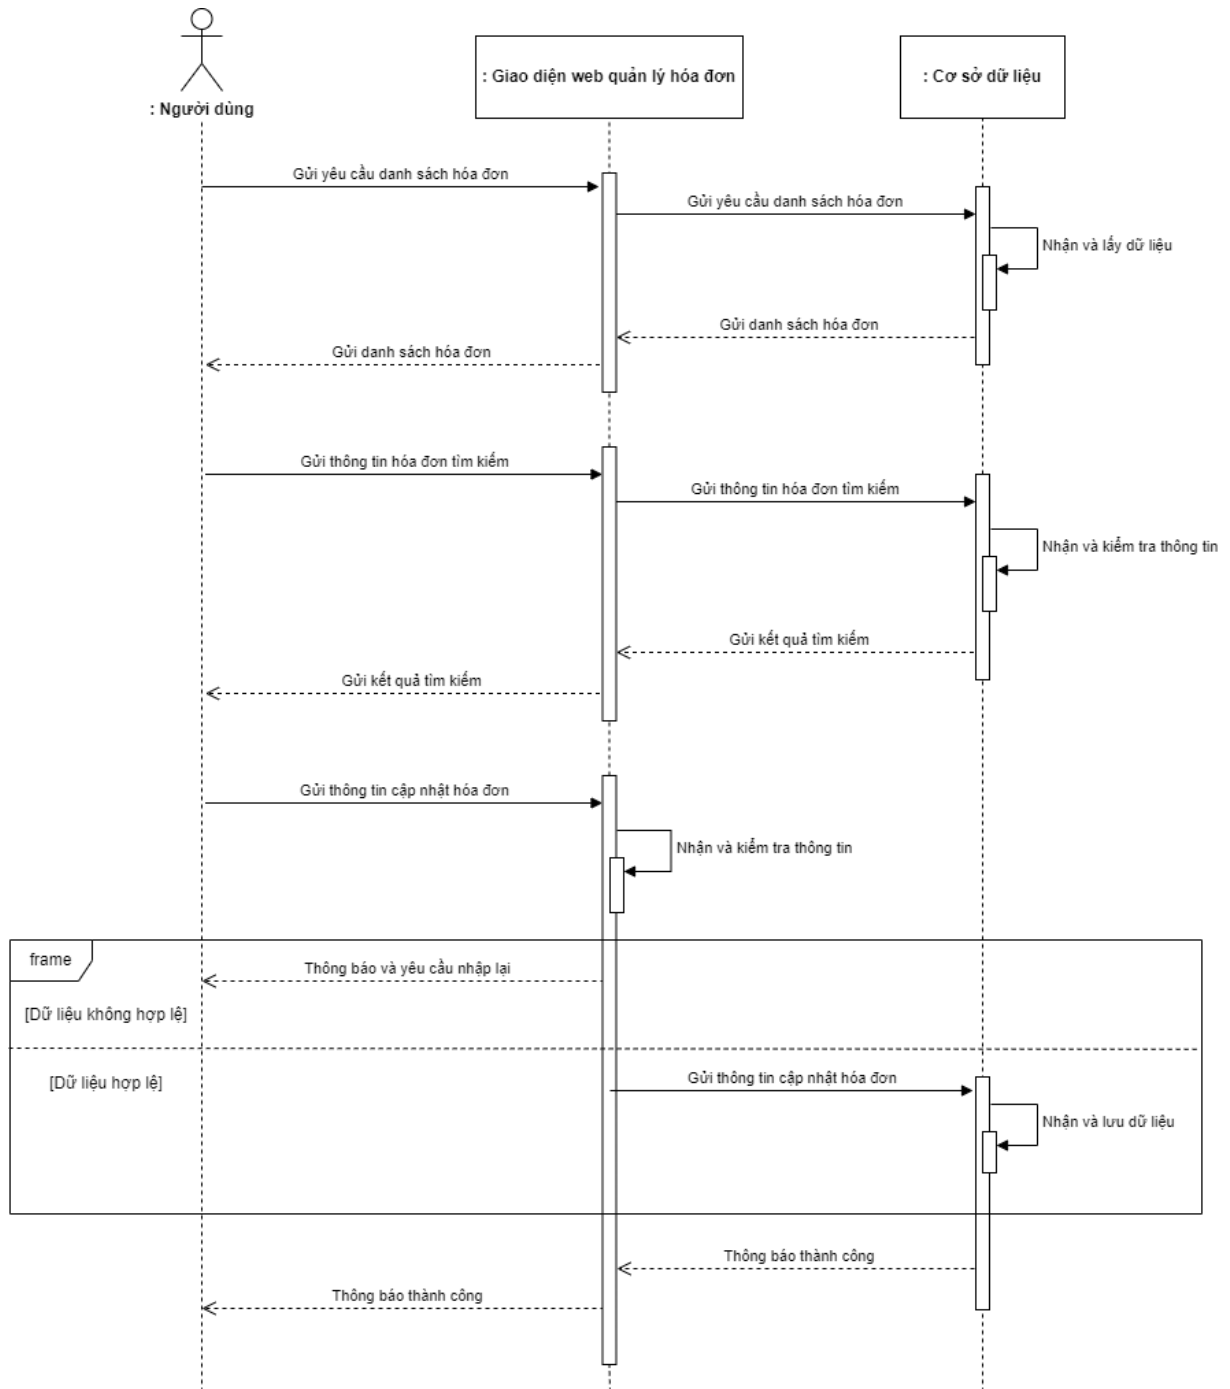 : Người dùng
: Giao diện web quản lý hóa đơn
: Cơ sở dữ liệu
Gửi yêu cầu danh sách hóa đơn
Gửi yêu cầu danh sách hóa đơn
Nhận và lấy dữ liệu
Gửi danh sách hóa đơn
Gửi danh sách hóa đơn
Gửi thông tin hóa đơn tìm kiếm
Gửi thông tin hóa đơn tìm kiếm
Nhận và kiểm tra thông tin
Gửi kết quả tìm kiếm
Gửi kết quả tìm kiếm
Gửi thông tin cập nhật hóa đơn
Nhận và kiểm tra thông tin
frame
Thông báo và yêu cầu nhập lại
[Dữ liệu không hợp lệ]
[Dữ liệu hợp lệ]
Gửi thông tin cập nhật hóa đơn
Nhận và lưu dữ liệu
Thông báo thành công
Thông báo thành công